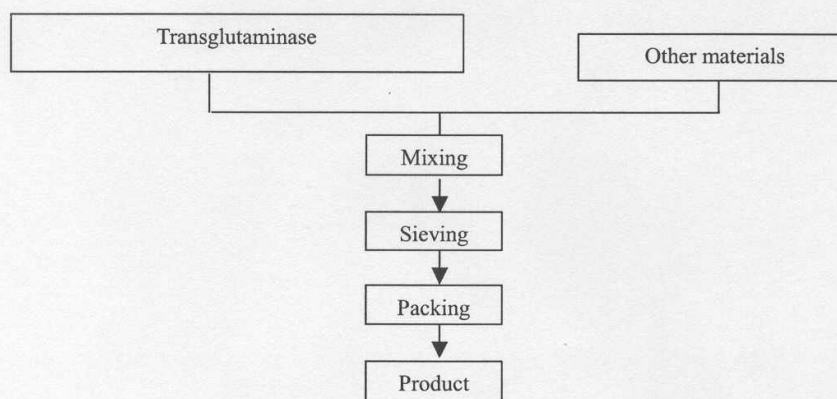 Transglutaminase
Other materials
Mixing
Sieving
Packing
Product